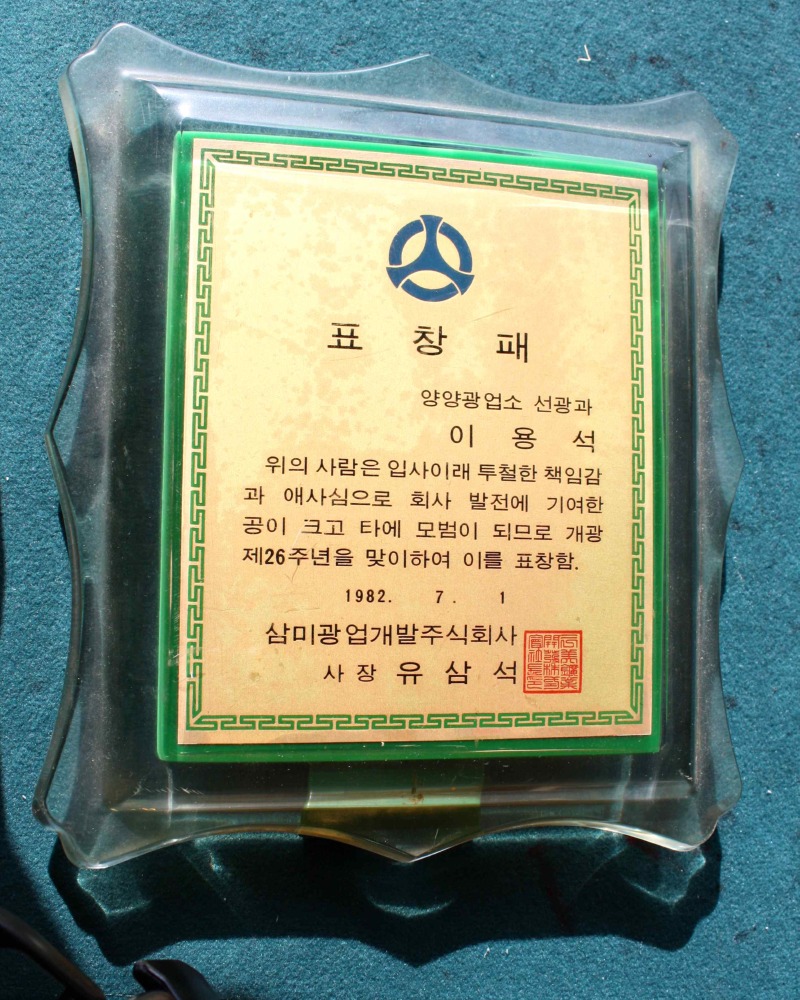 표 창 패
양양광업소 선광과
이 용 석
위의 사람은 입사이래 투철한 책임감
과 애사심으로 회사 발전에 기여한
공이 크고 타에 모범이 되므로 개광
제26주년을 맞이하여 이를 표창함.
1982. 7. 1
삼미광업개발주식회사
사장 유 삼 석